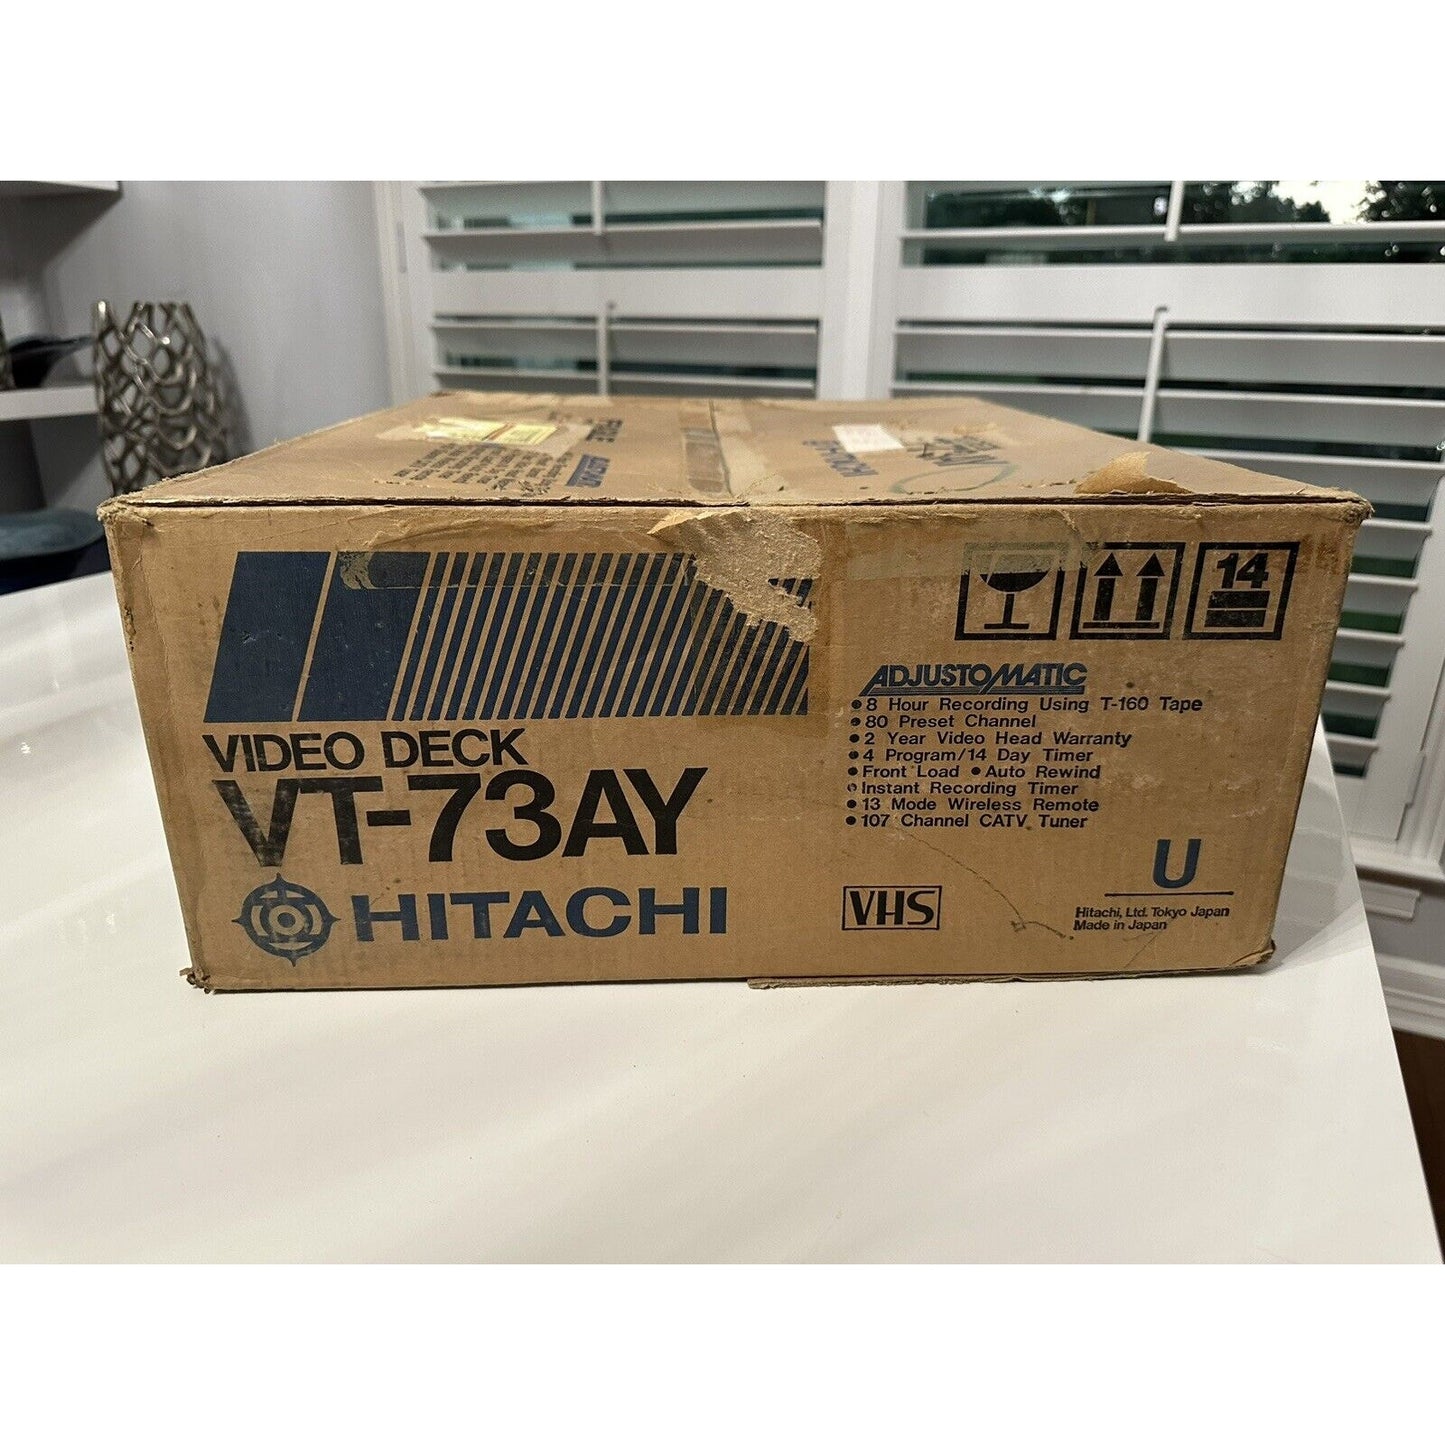 HITACHI
14
ADJUSTOMATIC
• 8 Hour Recording Using T-160 Tape
• 80 Preset Channel
• 2 Year Video Head Warranty
• 4 Program/14 Day Timer
• Front Load • Auto Rewind
• Instant Recording Timer
• 13 Mode Wireless Remote
• 107 Channel CATV Tuner
VIDEO DECK
VT-73AY
HITACHI
VHS
U
Hitachi, Ltd. Tokyo Japan
Made in Japan